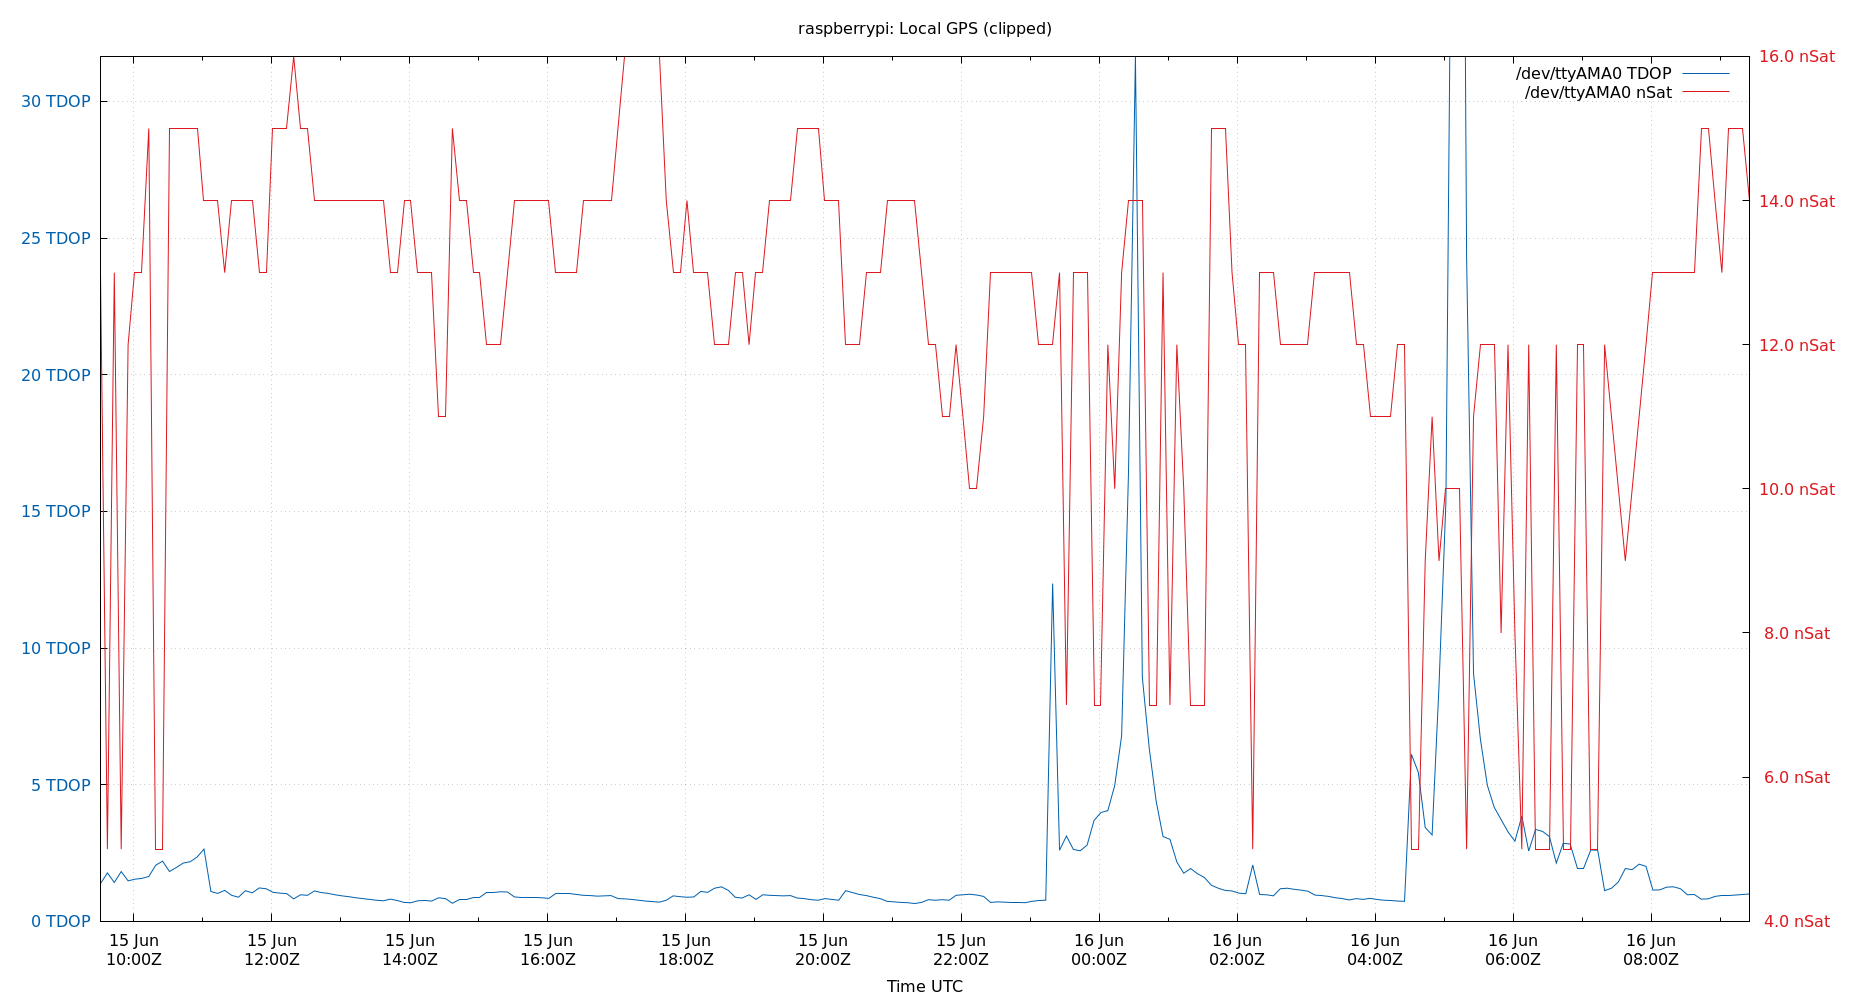 raspberrypi: Local GPS (clipped)
/dev/ttyAMA0 TDOP
/dev/ttyAMA0 nSat
30 TDOP
25 TDOP
20 TDOP
15 TDOP
10 TDOP
5 TDOP
0 TDOP
16.0 nSat
14.0 nSat
12.0 nSat
10.0 nSat
8.0 nSat
6.0 nSat
4.0 nSat
15 Jun
10:00Z
15 Jun
12:00Z
15 Jun
14:00Z
15 Jun
16:00Z
15 Jun
18:00Z
15 Jun
20:00Z
15 Jun
22:00Z
16 Jun
00:00Z
16 Jun
02:00Z
16 Jun
04:00Z
16 Jun
06:00Z
16 Jun
08:00Z
Time UTC